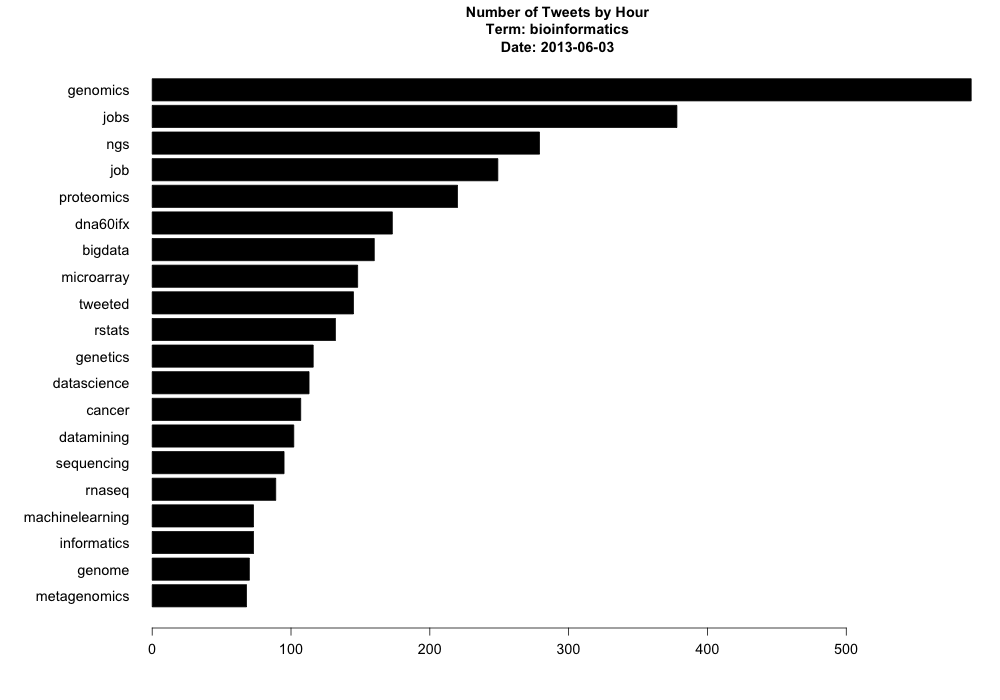 Number of Tweets by Hour
Term: bioinformatics
Date: 2013-06-03
genomics
jobs
ngs
job
proteomics
dna60ifx
bigdata
microarray
tweeted
rstats
genetics
datascience
cancer
datamining
sequencing
rnaseq
machinelearning
informatics
genome
metagenomics
0 100 200 300 400 500